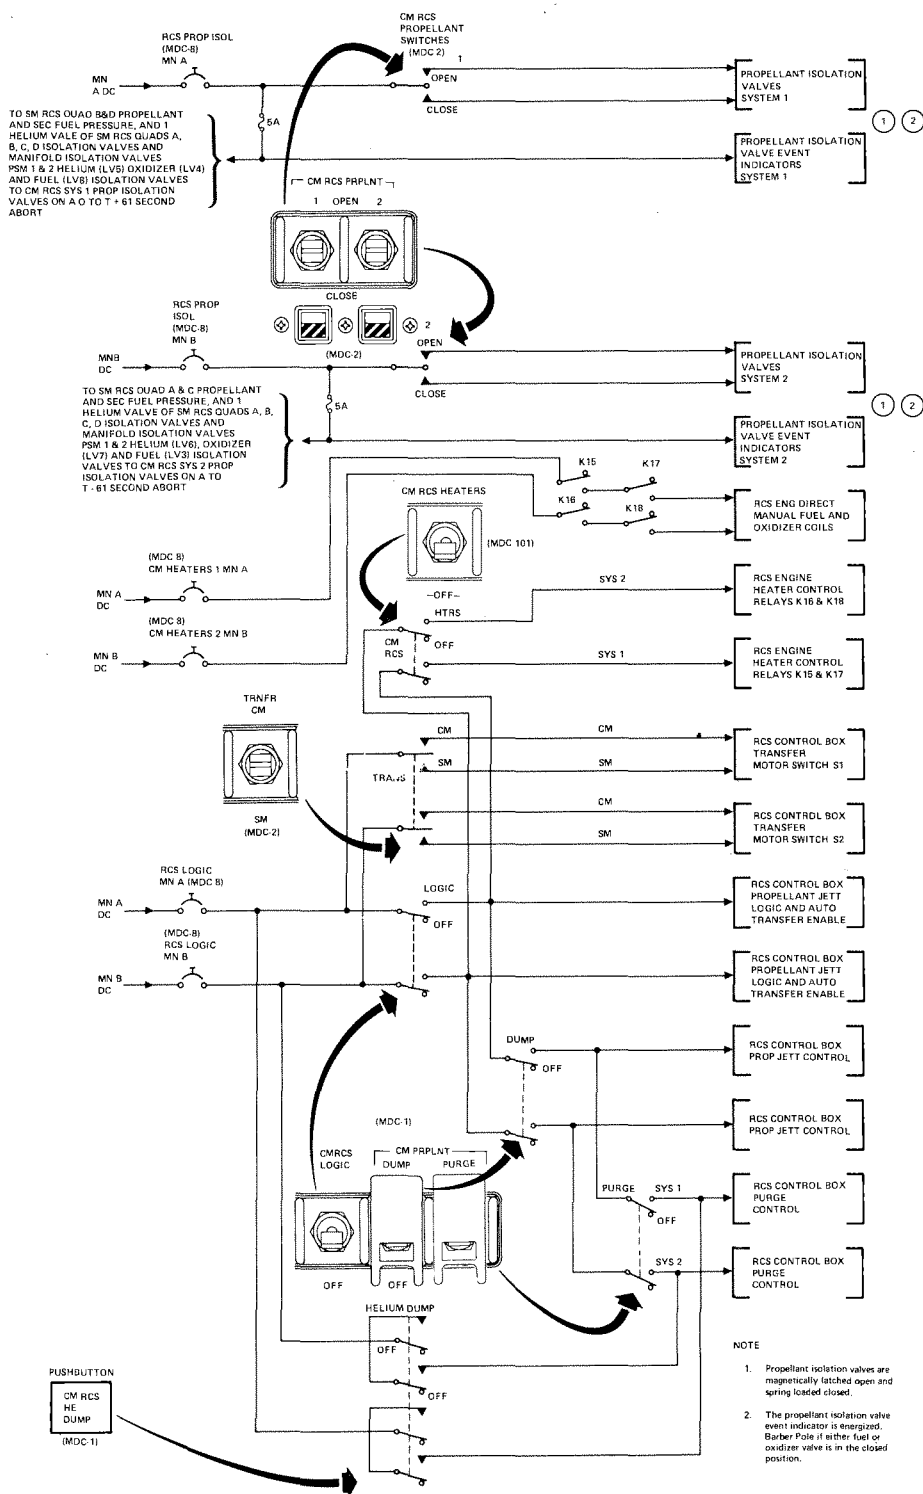 RCS PROP ISOL
(MDC-8)
MN A
MN
A DC
5A
CM RCS
PROPELLANT
SWITCHES
(MDC 2)
1
OPEN
CLOSE
PROPELLANT ISOLATION
VALVES
SYSTEM 1
PROPELLANT ISOLATION
VALVE EVENT
INDICATORS
SYSTEM 1
1 2
TO SM RCS QUAD B&D PROPELLANT
AND SEC FUEL PRESSURE, AND 1
HELIUM VALE OF SM RCS QUADS A,
B, C, D ISOLATION VALVES AND
MANIFOLD ISOLATION VALVES
PSM 1 & 2 HELIUM (LV5) OXIDIZER (LV4)
AND FUEL (LV8) ISOLATION VALVES
TO CM RCS SYS 1 PROP ISOLATION
VALVES ON A O TO T + 61 SECOND
ABORT
CM RCS PRPLNT
1 OPEN 2
CLOSE
(MDC-2)
RCS PROP
ISOL
(MDC-8)
MN B
MNB
DC
5A
2
OPEN
CLOSE
PROPELLANT ISOLATION
VALVES
SYSTEM 2
PROPELLANT ISOLATION
VALVE EVENT
INDICATORS
SYSTEM 2
1 2
TO SM RCS QUAD A & C PROPELLANT
AND SEC FUEL PRESSURE, AND 1
HELIUM VALVE OF SM RCS QUADS A, B,
C, D ISOLATION VALVES AND
MANIFOLD ISOLATION VALVES
PSM 1 & 2 HELIUM (LV6), OXIDIZER
(LV7) AND FUEL (LV3) ISOLATION
VALVES TO CM RCS SYS 2 PROP
ISOLATION VALVES ON A TO
T - 61 SECOND ABORT
K15
K17
K16
K18
RCS ENG DIRECT
MANUAL FUEL AND
OXIDIZER COILS
CM RCS HEATERS
(MDC 101)
-OFF-
(MDC 8)
CM HEATERS 1 MN A
MN A
DC
(MDC 8)
CM HEATERS 2 MN B
MN B
DC
HTRS
OFF
CM
RCS
SYS 2
SYS 1
RCS ENGINE
HEATER CONTROL
RELAYS K16 & K18
RCS ENGINE
HEATER CONTROL
RELAYS K15 & K17
TRNFR
CM
SM
(MDC-2)
CM
SM
CM
SM
CM
SM
RCS CONTROL BOX
TRANSFER
MOTOR SWITCH S1
RCS CONTROL BOX
TRANSFER
MOTOR SWITCH S2
RCS LOGIC
MN A (MDC 8)
MN A
DC
(MDC-8)
RCS LOGIC
MN B
MN B
DC
LOGIC
OFF
RCS CONTROL BOX
PROPELLANT JETT
LOGIC AND AUTO
TRANSFER ENABLE
RCS CONTROL BOX
PROPELLANT JETT
LOGIC AND AUTO
TRANSFER ENABLE
DUMP
OFF
RCS CONTROL BOX
PROP JETT CONTROL
RCS CONTROL BOX
PROP JETT CONTROL
(MDC-1)
CMRCS
LOGIC
CM PRPLNT
DUMP
PURGE
OFF
OFF
PURGE
SYS 1
OFF
SYS 2
RCS CONTROL BOX
PURGE
CONTROL
RCS CONTROL BOX
PURGE
CONTROL
HELIUM DUMP
OFF
OFF
PUSHBUTTON
CM RCS
HE
DUMP
(MDC-1)
NOTE
1. Propellant isolation valves are
magnetically latched open and
spring loaded closed.
2. The propellant isolation valve
event indicator is energized.
Barber Pole if either fuel or
oxidizer valve is in the closed
position.